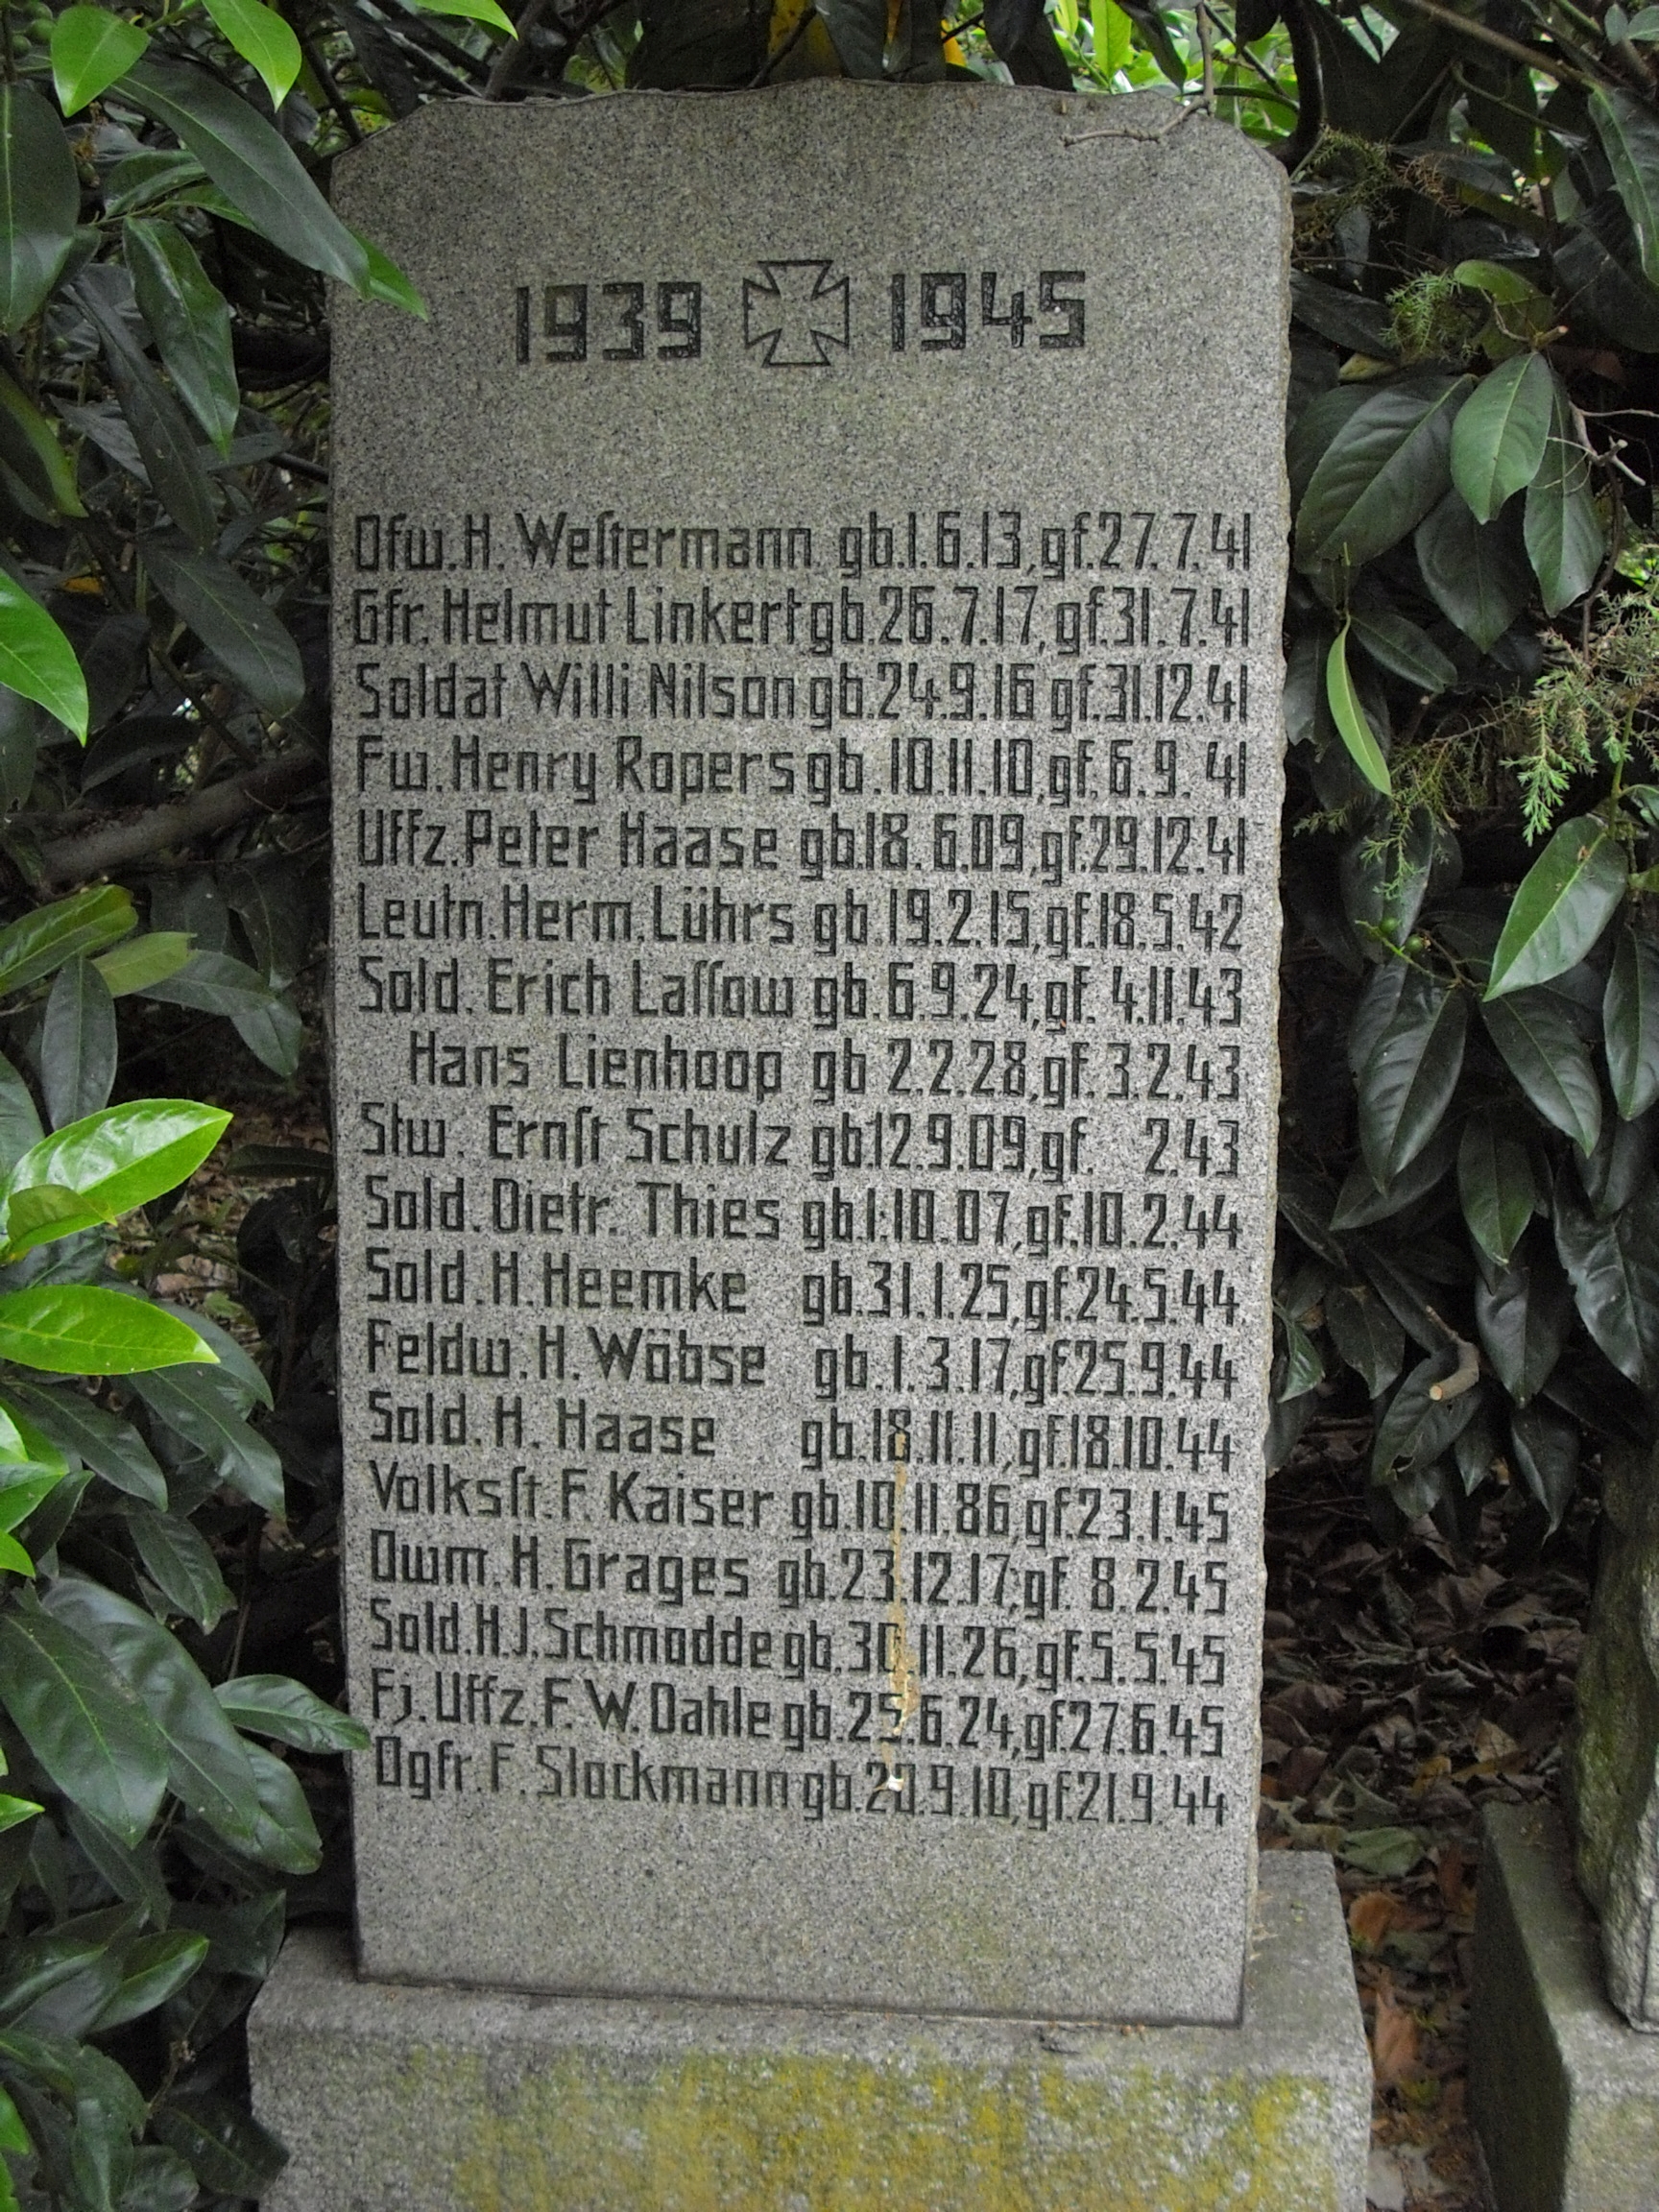 1939 1945
Ofw. H. Weſtermann gb. 1.6.13, gf. 27.7.41
Gfr. Helmut Linkert gb. 26.7.17, gf. 31.7.41
Soldat Willi Nilson gb. 24.9.16 gf. 31.12.41
Fw. Henry Ropers gb. 10.11.10, gf. 6.9.41
Uffz. Peter Haase gb. 18.6.09, gf. 29.12.41
Leutn. Herm. Lührs gb. 19.2.15, gf. 18.5.42
Sold. Erich Laſſow gb. 6.9.24, gf. 4.11.43
Hans Lienhoop gb 2.2.28, gf. 3.2.43
Stw. Ernſt Schulz gb. 12.9.09, gf. 2.43
Sold. Dietr. Thies gb. 1.10.07, gf. 10.2.44
Sold. H. Heemke gb. 31.1.25, gf. 24.5.44.
Feldw. H. Wöbse gb. 1.3.17, gf. 25.9.44
Sold. H. Haase gb. 18.11.11, gf. 18.10.44
Volksſt. F. Kaiser gb. 10.11.86, gf. 23.1.45
Owm. H. Grages gb. 23.12.17, gf. 8.2.45
Sold. H.J. Schmodde gb. 30.11.26, gf. 5.5.45
Fj. Uffz. F. W. Dahle gb. 25.6.24, gf. 27.6.45
Ogfr. F. Slockmann gb. 20.9.10, gf. 21.9.44